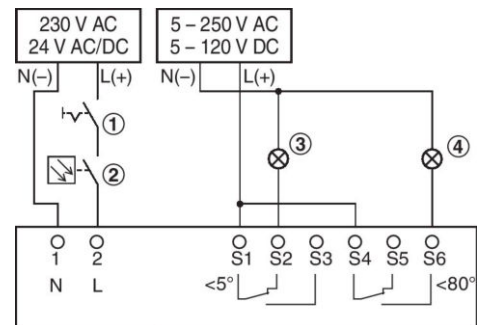 230 V AC
24 V AC/DC
5 – 250 V AC
5 – 120 V DC
N(–) L(+)
N(–) L(+)
1
2
3
4
1 2 S1 S2 S3 S4 S5 S6
N L <5° <80°